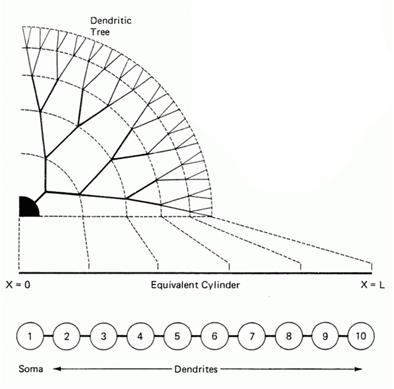 Dendritic
Tree
X = 0 Equivalent Cylinder X = L
1 2 3 4 5 6 7 8 9 10
Soma Dendrites